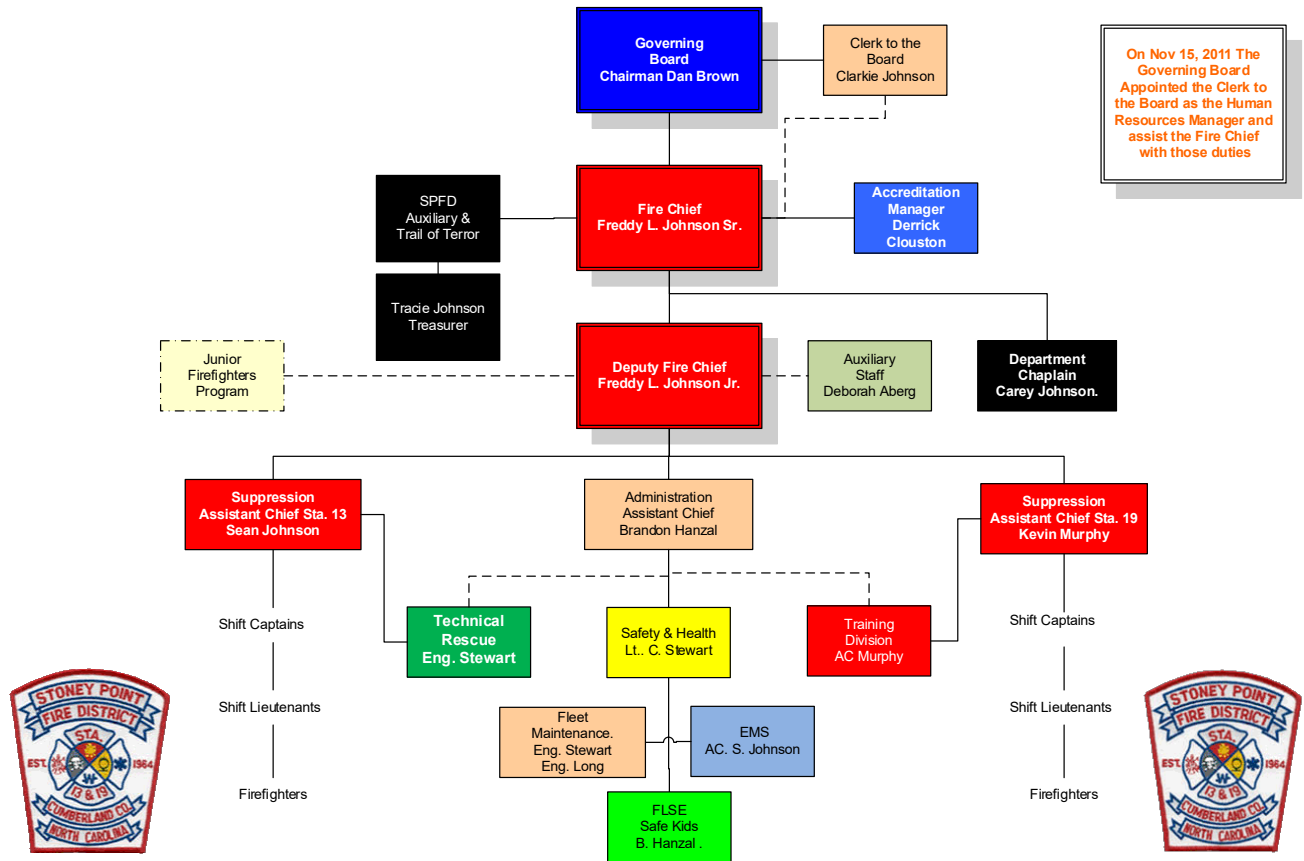 Governing
Board
Chairman Dan Brown
Clerk to the
Board
Clarkie Johnson
On Nov 15, 2011 The
Governing Board
Appointed the Clerk to
the Board as the Human
Resources Manager and
assist the Fire Chief
with those duties
SPFD
Auxiliary &
Trail of Terror
Fire Chief
Freddy L. Johnson Sr.
Accreditation
Manager
Derrick
Clouston
Tracie Johnson
Treasurer
Junior
Firefighters
Program
Deputy Fire Chief
Freddy L. Johnson Jr.
Auxiliary
Staff
Deborah Aberg
Department
Chaplain
Carey Johnson.
Suppression
Assistant Chief Sta. 13
Sean Johnson
Administration
Assistant Chief
Brandon Hanzal
Suppression
Assistant Chief Sta. 19
Kevin Murphy
Shift Captains
Technical
Rescue
Eng. Stewart
Safety & Health
Lt.. C. Stewart
Training
Division
AC Murphy
Shift Captains
Shift Lieutenants
Shift Lieutenants
Fleet
Maintenance.
Eng. Stewart
Eng. Long
EMS
AC. S. Johnson
Firefighters
Firefighters
FLSE
Safe Kids
B. Hanzal .
STONEY POINT
FIRE DISTRICT
STA.
EST. 1964
13 & 19
CUMBERLAND CO.
NORTH CAROLINA
STONEY POINT
FIRE DISTRICT
STA.
EST. 1964
13 & 19
CUMBERLAND CO.
NORTH CAROLINA